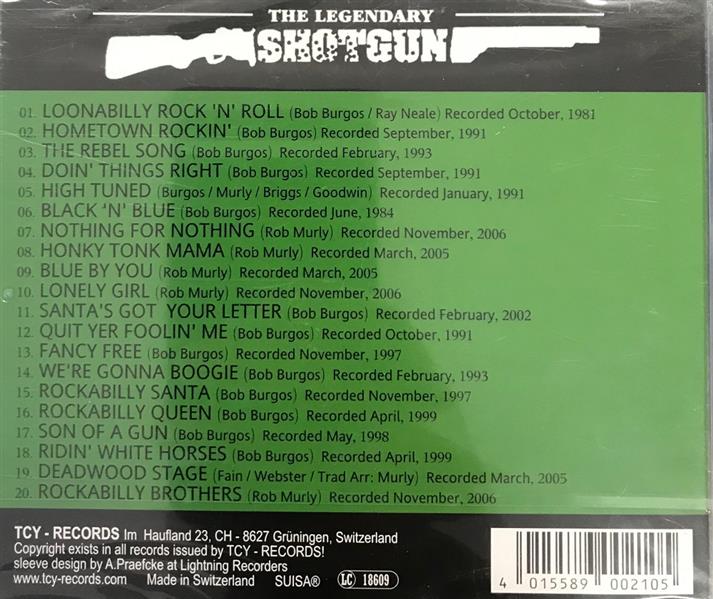 THE LEGENDARY
SHOTGUN
01. LOONABILLY ROCK 'N' ROLL (Bob Burgos / Ray Neale) Recorded October, 1981
02. HOMETOWN ROCKIN' (Bob Burgos) Recorded September, 1991
03. THE REBEL SONG (Bob Burgos) Recorded February, 1993
04. DOIN' THINGS RIGHT (Bob Burgos) Recorded September, 1991
05. HIGH TUNED (Burgos / Murly / Briggs / Goodwin) Recorded January, 1991
06. BLACK 'N' BLUE (Bob Burgos) Recorded June, 1984
07. NOTHING FOR NOTHING (Rob Murly) Recorded November, 2006
08. HONKY TONK MAMA (Rob Murly) Recorded March, 2005
09. BLUE BY YOU (Rob Murly) Recorded March, 2005
10. LONELY GIRL (Rob Murly) Recorded November, 2006
11. SANTA'S GOT YOUR LETTER (Bob Burgos) Recorded February, 2002
12. QUIT YER FOOLIN' ME (Bob Burgos) Recorded October, 1991
13. FANCY FREE (Bob Burgos) Recorded November, 1997
14. WE'RE GONNA BOOGIE (Bob Burgos) Recorded February, 1993
15. ROCKABILLY SANTA (Bob Burgos) Recorded November, 1997
16. ROCKABILLY QUEEN (Bob Burgos) Recorded April, 1999
17. SON OF A GUN (Bob Burgos) Recorded May, 1998
18. RIDIN' WHITE HORSES (Bob Burgos) Recorded April, 1999
19. DEADWOOD STAGE (Fain / Webster / Trad Arr: Murly) Recorded March, 2005
20. ROCKABILLY BROTHERS (Rob Murly) Recorded November, 2006
TCY - RECORDS Im Haufland 23, CH - 8627 Grüningen, Switzerland
Copyright exists in all records issued by TCY - RECORDS!
sleeve design by A.Praefcke at Lightning Recorders
www.tcy-records.com Made in Switzerland SUISA® LC 18609
4 015589 002105